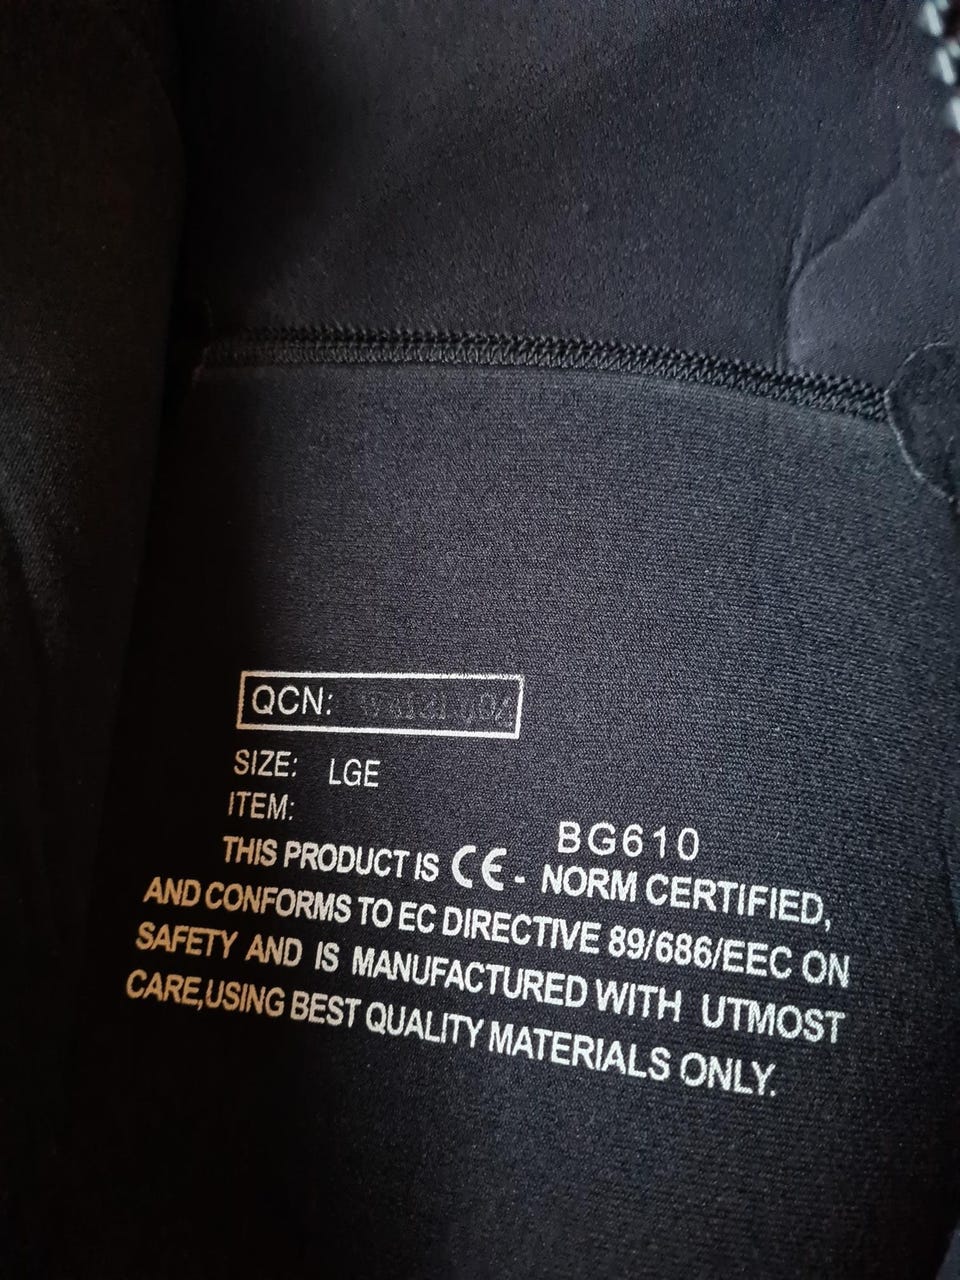 QCN:
SIZE: LGE
ITEM: BG610
THIS PRODUCT IS CE - NORM CERTIFIED,
AND CONFORMS TO EC DIRECTIVE 89/686/EEC ON
SAFETY AND IS MANUFACTURED WITH UTMOST
CARE,USING BEST QUALITY MATERIALS ONLY.